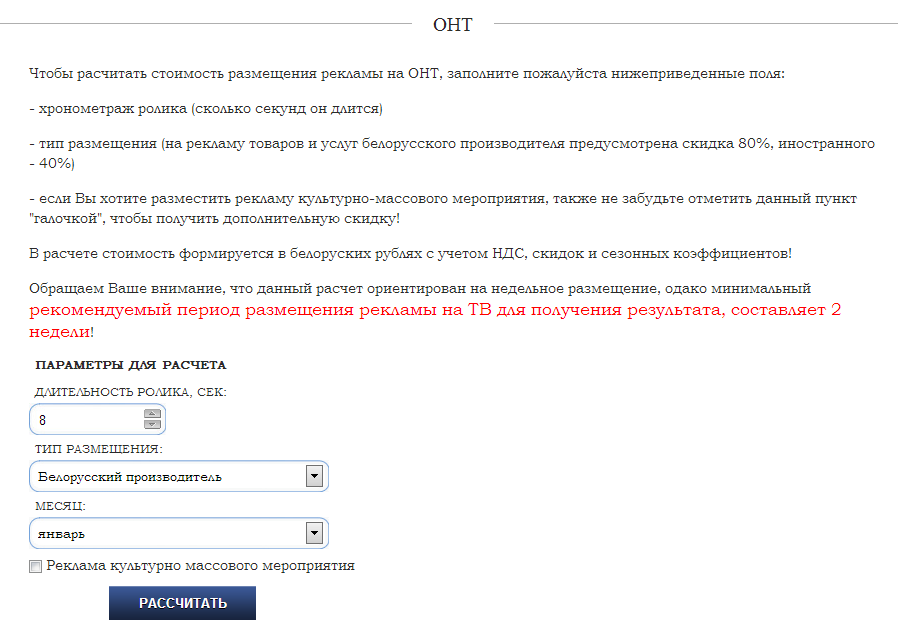 ОНТ
Чтобы расчитать стоимость размещения рекламы на ОНТ, заполните пожалуйста нижеприведенные поля:
- хронометраж ролика (сколько секунд он длится)
- тип размещения (на рекламу товаров и услуг белорусского производителя предусмотрена скидка 80%, иностранного
- 40%)
- если Вы хотите разместить рекламу культурно-массового мероприятия, также не забудьте отметить данный пункт
"галочкой", чтобы получить дополнительную скидку!
В расчете стоимость формируется в белоруских рублях с учетом НДС, скидок и сезонных коэффициентов!
Обращаем Ваше внимание, что данный расчет ориентирован на недельное размещение, одако минимальный
рекомендуемый период размещения рекламы на ТВ для получения результата, составляет 2
недели!
ПАРАМЕТРЫ ДЛЯ РАСЧЕТА
ДЛИТЕЛЬНОСТЬ РОЛИКА, СЕК:
8
ТИП РАЗМЕЩЕНИЯ:
Белорусский производитель
МЕСЯЦ:
январь
Реклама культурно массового мероприятия
РАССЧИТАТЬ